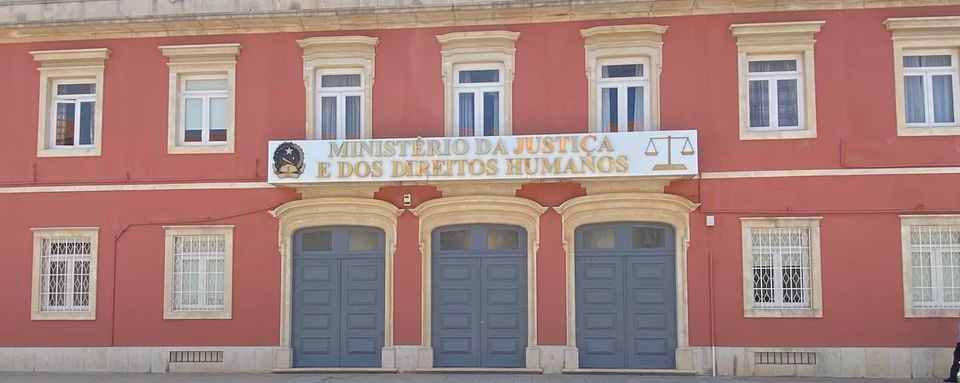 MINISTÉRIO DA JUSTIÇA
E DOS DIREITOS HUMANOS